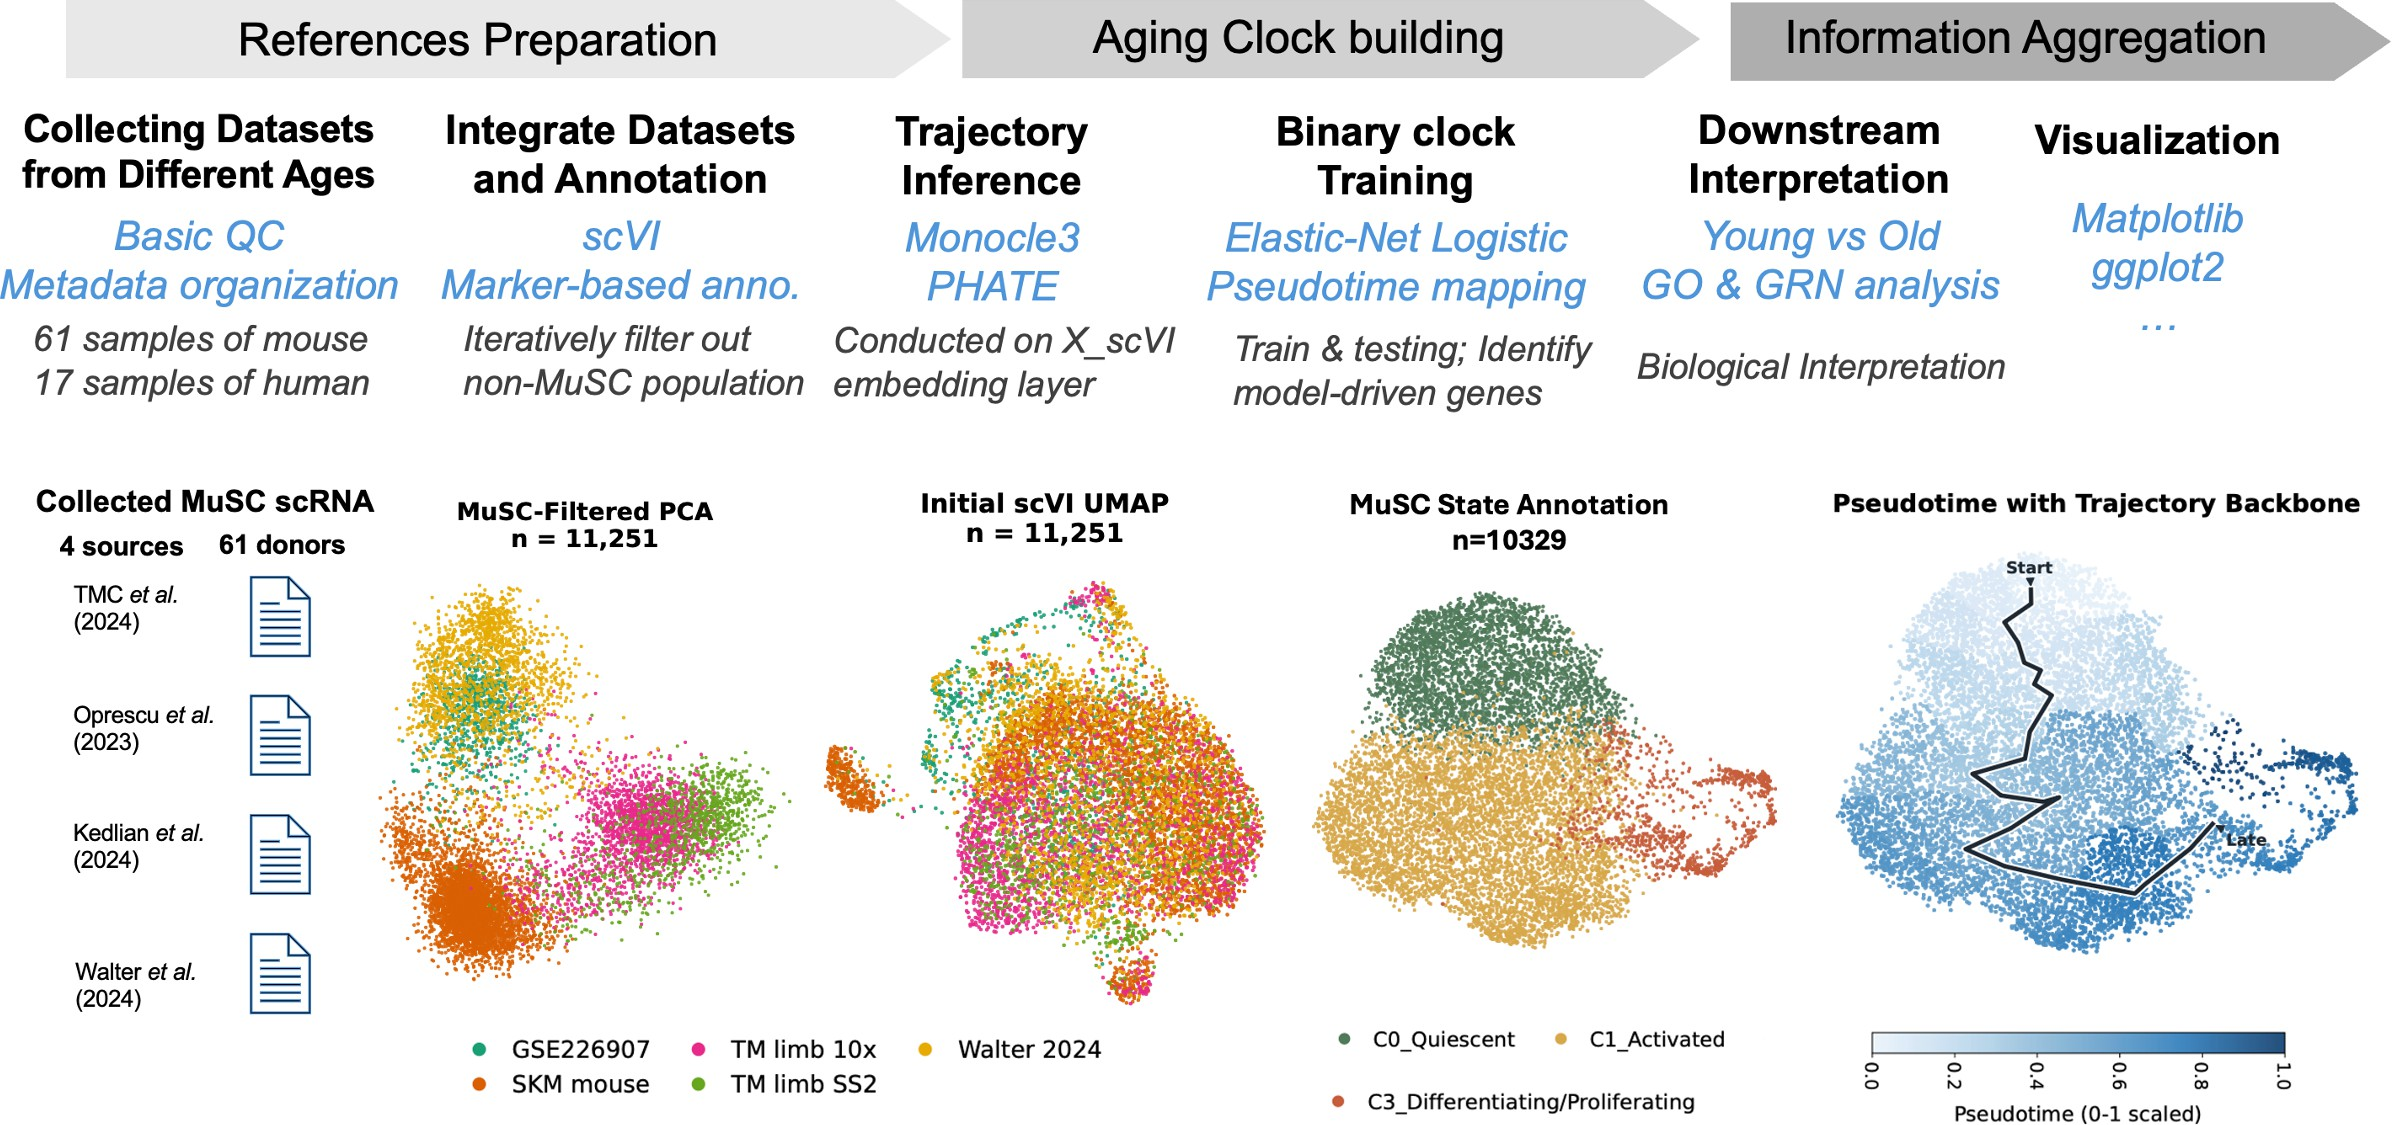 References Preparation
Aging Clock building
Information Aggregation
Collecting Datasets
from Different Ages
Basic QC
Metadata organization
61 samples of mouse
17 samples of human
Integrate Datasets
and Annotation
scVI
Marker-based anno.
Iteratively filter out
non-MuSC population
Trajectory
Inference
Monocle3
PHATE
Conducted on X_scVI
embedding layer
Binary clock
Training
Elastic-Net Logistic
Pseudotime mapping
Train & testing; Identify
model-driven genes
Downstream
Interpretation
Young vs Old
GO & GRN analysis
Biological Interpretation
Visualization
Matplotlib
ggplot2
...
Collected MuSC scRNA
4 sources 61 donors
TMC et al.
(2024)
Oprescu et al.
(2023)
Kedlian et al.
(2024)
Walter et al.
(2024)
MuSC-Filtered PCA
n = 11,251
Initial scVI UMAP
n = 11,251
GSE226907
TM limb 10x
Walter 2024
SKM mouse
TM limb SS2
MuSC State Annotation
n=10329
C0_Quiescent
C1_Activated
C3_Differentiating/Proliferating
Pseudotime with Trajectory Backbone
Start
Late
0.0
0.2
0.4
0.6
0.8
1.0
Pseudotime (0-1 scaled)